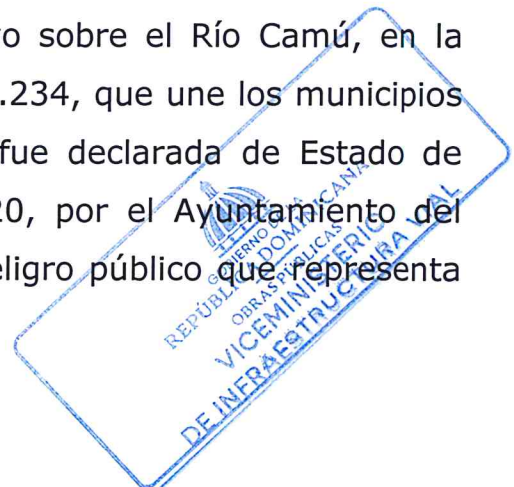 vo sobre el Río Camú, en la
.234, que une los municipios
fue declarada de Estado de
20, por el Ayuntamiento del
eligro público que representa
GOBIERNO DE LA
REPÚBLICA DOMINICANA
OBRAS PÚBLICAS
VICEMINISTERIO
DE INFRAESTRUCTURA VIAL